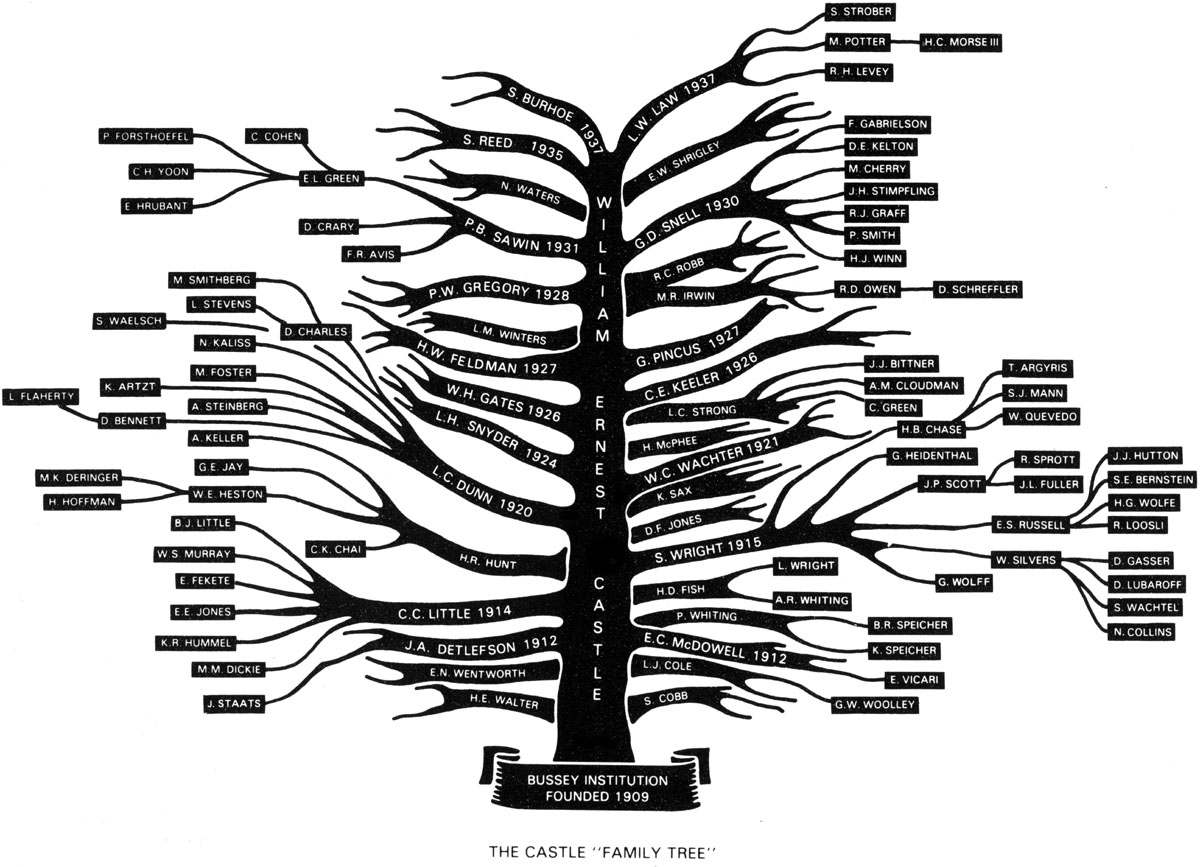 S. STROBER
M. POTTER
H.C. MORSE III
R. H. LEVEY
S. BURHOE 1937
L.W. LAW 1937
P. FORSTHOEFEL
C. COHEN
S. REED 1935
E.W. SHRIGLEY
F. GABRIELSON
D.E. KELTON
C H. YOON
E.L. GREEN
N. WATERS
M. CHERRY
E. HRUBANT
G.D. SNELL 1930
J.H. STIMPFLING
R.J. GRAFF
D. CRARY
P.B. SAWIN 1931
P. SMITH
F.R. AVIS
H.J. WINN
M. SMITHBERG
R.C. ROBB
P.W. GREGORY 1928
M.R. IRWIN
R.D. OWEN
D. SCHREFFLER
L. STEVENS
S. WAELSCH
D. CHARLES
L.M. WINTERS
N. KALISS
H.W. FELDMAN 1927
G. PINCUS 1927
M. FOSTER
C.E. KEELER 1926
J.J. BITTNER
T. ARGYRIS
L. FLAHERTY
K. ARTZT
W.H. GATES 1926
A.M. CLOUDMAN
S.J. MANN
A. STEINBERG
L.C. STRONG
C. GREEN
W. QUEVEDO
D. BENNETT
L.H. SNYDER 1924
H.B. CHASE
A. KELLER
H. McPHEE
W.C. WACHTER 1921
G. HEIDENTHAL
R. SPROTT
J.J. HUTTON
G.E. JAY
M.K. DERINGER
L.C. DUNN 1920
K. SAX
J.P. SCOTT
J.L. FULLER
S.E. BERNSTEIN
W.E. HESTON
H. HOFFMAN
H.G. WOLFE
B.J. LITTLE
D.F. JONES
E.S. RUSSELL
R. LOOSLI
C.K. CHAI
H.R. HUNT
S. WRIGHT 1915
W.S. MURRAY
L. WRIGHT
W. SILVERS
D. GASSER
E. FEKETE
H.D. FISH
G. WOLFF
D. LUBAROFF
E.E. JONES
C.C. LITTLE 1914
A.R. WHITING
S. WACHTEL
P. WHITING
B.R. SPEICHER
N. COLLINS
K.R. HUMMEL
J.A. DETLEFSON 1912
E.C. McDOWELL 1912
K. SPEICHER
M.M. DICKIE
E.N. WENTWORTH
L.J. COLE
E. VICARI
J. STAATS
H.E. WALTER
S. COBB
G.W. WOOLLEY
WILLIAM ERNEST CASTLE
BUSSEY INSTITUTION
FOUNDED 1909
THE CASTLE "FAMILY TREE"